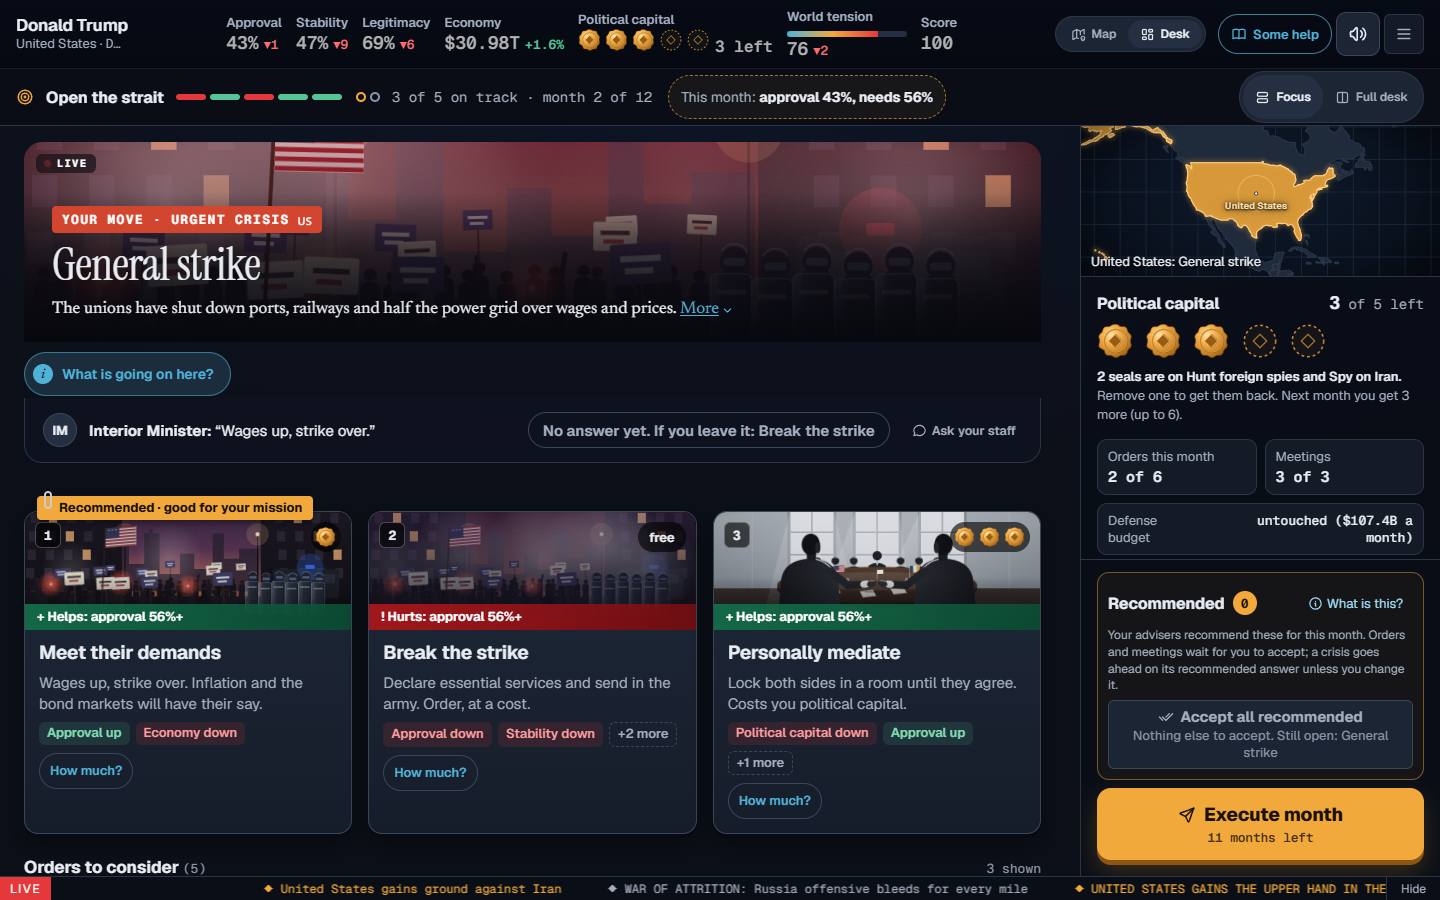 Donald Trump
United States · D...
Approval
43% ▾1
Stability
47% ▾9
Legitimacy
69% ▾6
Economy
$30.98T +1.6%
Political capital
3 left
World tension
76 ▾2
Score
100
Map
Desk
Some help
Open the strait
3 of 5 on track · month 2 of 12
This month: approval 43%, needs 56%
Focus
Full desk
LIVE
YOUR MOVE · URGENT CRISIS US
General strike
The unions have shut down ports, railways and half the power grid over wages and prices. More
What is going on here?
IM
Interior Minister: “Wages up, strike over.”
No answer yet. If you leave it: Break the strike
Ask your staff
Recommended · good for your mission
1
+ Helps: approval 56%+
Meet their demands
Wages up, strike over. Inflation and the
bond markets will have their say.
Approval up
Economy down
How much?
2
free
! Hurts: approval 56%+
Break the strike
Declare essential services and send in the
army. Order, at a cost.
Approval down
Stability down
+2 more
How much?
3
+ Helps: approval 56%+
Personally mediate
Lock both sides in a room until they agree.
Costs you political capital.
Political capital down
Approval up
+1 more
How much?
Orders to consider (5)
3 shown
United States
United States: General strike
Political capital
3 of 5 left
2 seals are on Hunt foreign spies and Spy on Iran.
Remove one to get them back. Next month you get 3
more (up to 6).
Orders this month
2 of 6
Meetings
3 of 3
Defense
budget
untouched ($107.4B a
month)
Recommended 0
What is this?
Your advisers recommend these for this month. Orders
and meetings wait for you to accept; a crisis goes
ahead on its recommended answer unless you change
it.
Accept all recommended
Nothing else to accept. Still open: General
strike
Execute month
11 months left
LIVE
◆ United States gains ground against Iran
◆ WAR OF ATTRITION: Russia offensive bleeds for every mile
◆ UNITED STATES GAINS THE UPPER HAND IN THE
Hide